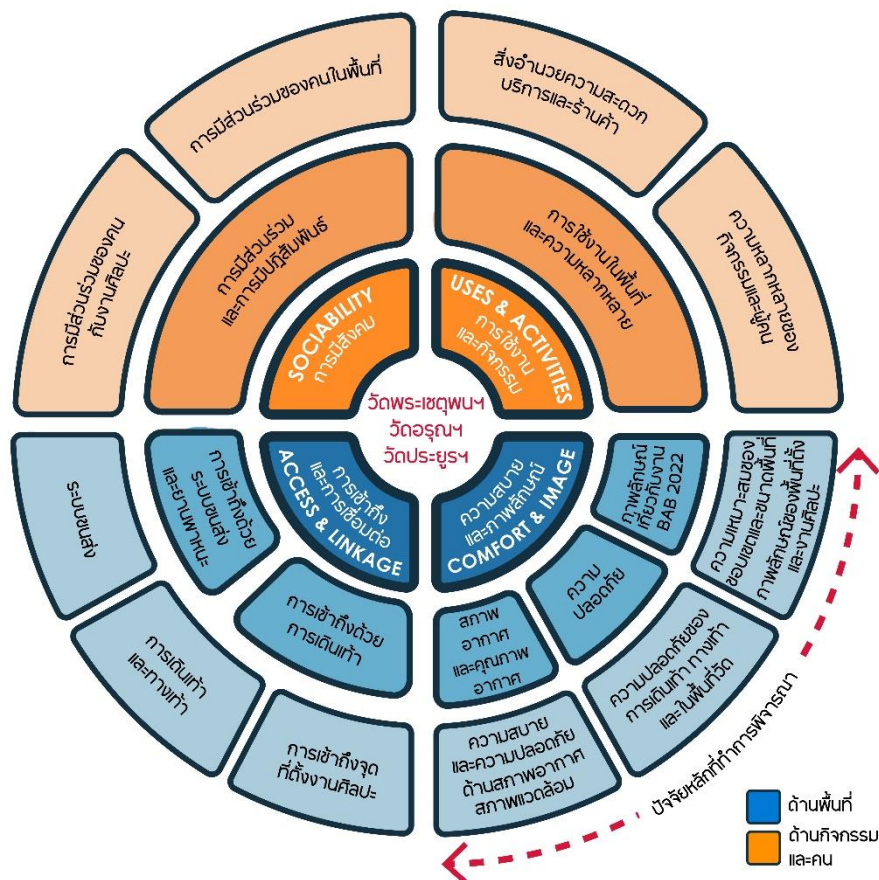 สิ่งอำนวยความสะดวก
บริการและร้านค้า
การมีส่วนร่วมของคนในพื้นที่
การมีส่วนร่วมของคน
กับงานศิลปะ
ความหลากหลายของ
กิจกรรมและผู้คน
การมีส่วนร่วม
และการมีปฏิสัมพันธ์
การใช้งานในพื้นที่
และความหลากหลาย
SOCIABILITY
การมีสังคม
USES & ACTIVITIES
การใช้งาน
และกิจกรรม
วัดพระเชตุพนฯ
วัดอรุณฯ
วัดประยูรฯ
การเข้าถึง
และการเชื่อมต่อ
ACCESS & LINKAGE
ความสบาย
และภาพลักษณ์
COMFORT & IMAGE
การเข้าถึงด้วย
ระบบขนส่ง
และยานพาหนะ
การเข้าถึงด้วย
การเดินเท้า
สภาพ
อากาศ
และคุณภาพ
อากาศ
ความ
ปลอดภัย
ภาพลักษณ์
เกี่ยวกับงาน
BAB 2022
ระบบขนส่ง
การเดินเท้า
และทางเท้า
การเข้าถึงจุด
ที่ตั้งงานศิลปะ
ความสบาย
และความปลอดภัย
ด้านสภาพอากาศ
สภาพแวดล้อม
ความปลอดภัยของ
การเดินเท้า ทางเท้า
และในพื้นที่วัด
ความเหมาะสมของ
ขอบเขตและขนาดพื้นที่
ภาพลักษณ์ของพื้นที่ตั้ง
และงานศิลปะ
ปัจจัยหลักที่ทำการพิจารณา
ด้านพื้นที่
ด้านกิจกรรม
และคน